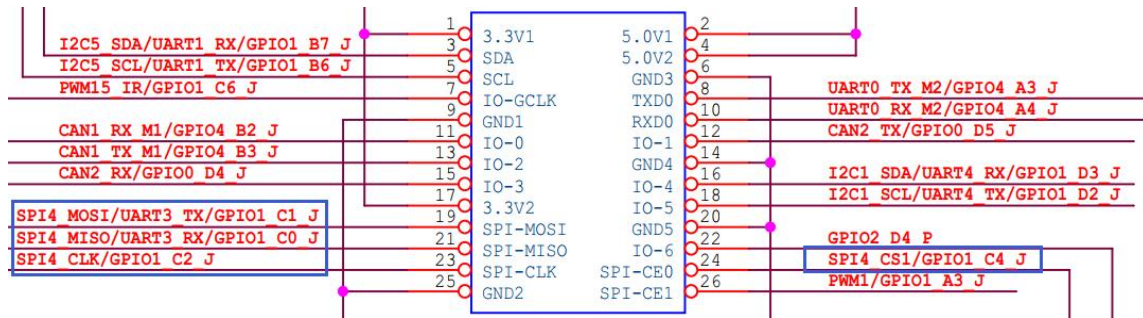 1 3.3V1 5.0V1 2
I2C5_SDA/UART1_RX/GPIO1_B7_J 3 SDA 5.0V2 4
I2C5_SCL/UART1_TX/GPIO1_B6_J 5 SCL GND3 6
PWM15_IR/GPIO1_C6_J 7 IO-GCLK TXD0 8 UART0_TX_M2/GPIO4_A3_J
9 GND1 RXD0 10 UART0_RX_M2/GPIO4_A4_J
CAN1_RX_M1/GPIO4_B2_J 11 IO-0 IO-1 12 CAN2_TX/GPIO0_D5_J
CAN1_TX_M1/GPIO4_B3_J 13 IO-2 GND4 14
CAN2_RX/GPIO0_D4_J 15 IO-3 IO-4 16 I2C1_SDA/UART4_RX/GPIO1_D3_J
17 3.3V2 IO-5 18 I2C1_SCL/UART4_TX/GPIO1_D2_J
SPI4_MOSI/UART3_TX/GPIO1_C1_J 19 SPI-MOSI GND5 20
SPI4_MISO/UART3_RX/GPIO1_C0_J 21 SPI-MISO IO-6 22 GPIO2_D4_P
SPI4_CLK/GPIO1_C2_J 23 SPI-CLK SPI-CE0 24 SPI4_CS1/GPIO1_C4_J
25 GND2 SPI-CE1 26 PWM1/GPIO1_A3_J